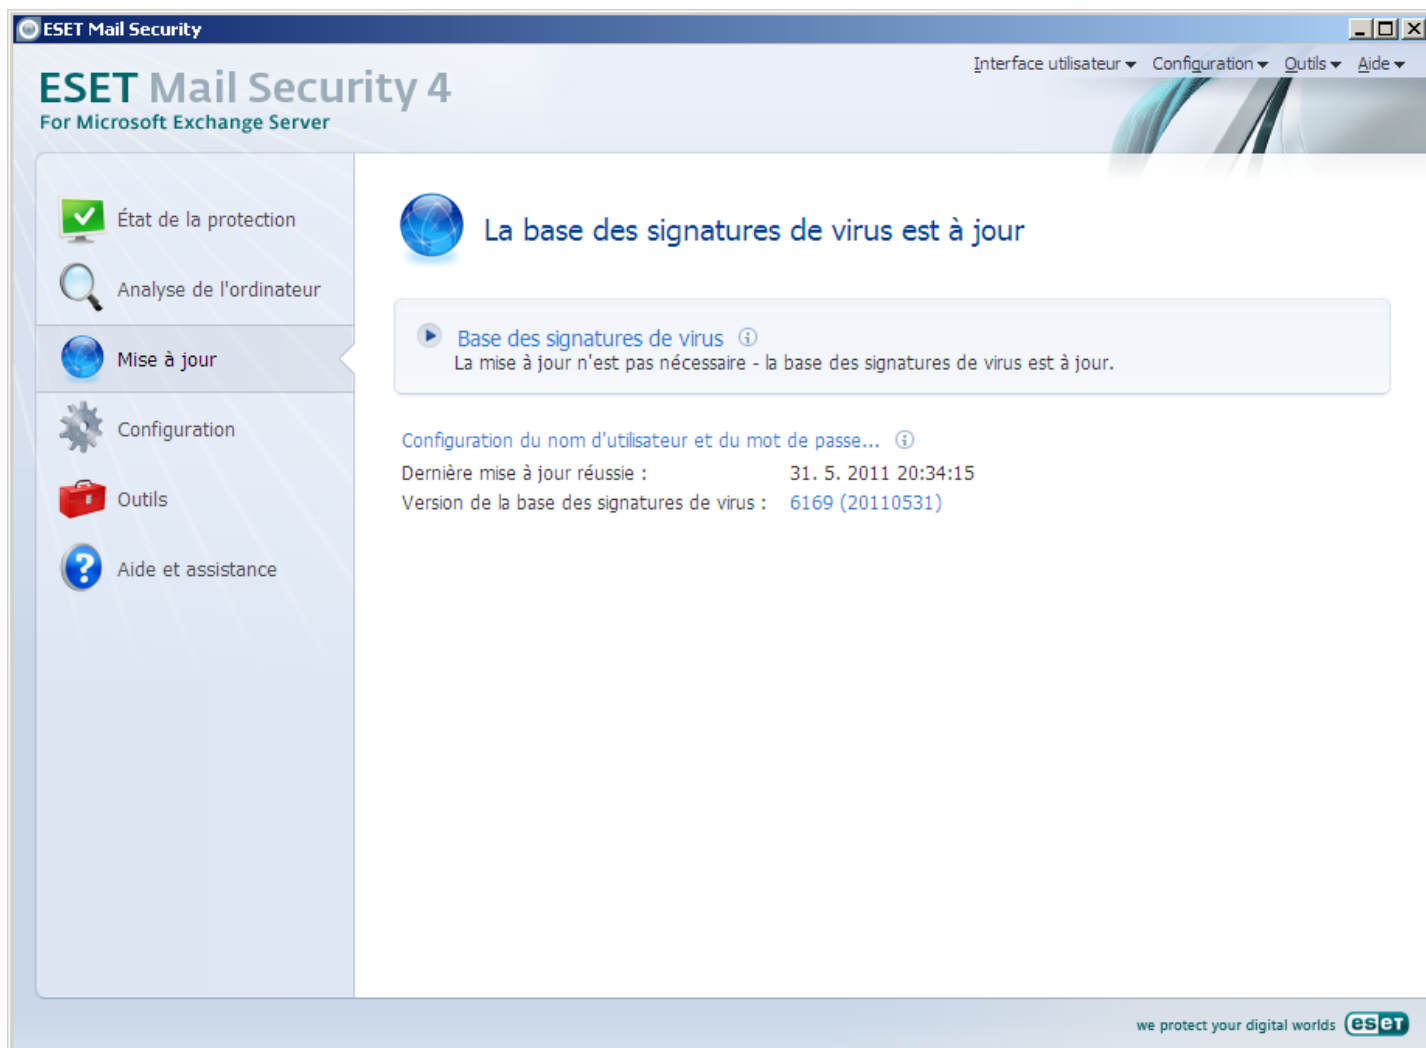 ESET Mail Security
Interface utilisateur Configuration Outils Aide
ESET Mail Security 4
For Microsoft Exchange Server
État de la protection
Analyse de l'ordinateur
Mise à jour
Configuration
Outils
Aide et assistance
La base des signatures de virus est à jour
Base des signatures de virus
La mise à jour n'est pas nécessaire - la base des signatures de virus est à jour.
Configuration du nom d'utilisateur et du mot de passe...
Dernière mise à jour réussie : 31. 5. 2011 20:34:15
Version de la base des signatures de virus : 6169 (20110531)
we protect your digital worlds eset